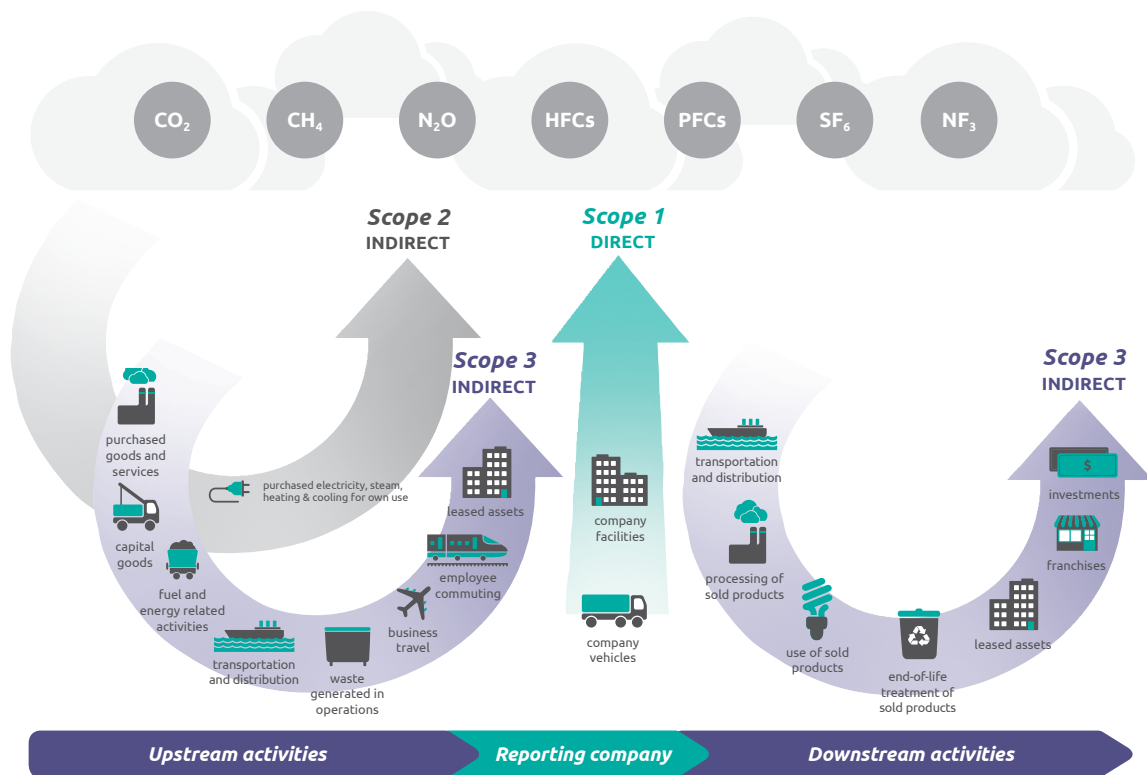 CO₂
CH₄
N₂O
HFCs
PFCs
SF₆
NF₃
Scope 2
INDIRECT
Scope 1
DIRECT
Scope 3
INDIRECT
Scope 3
INDIRECT
purchased
goods and
services
capital
goods
fuel and
energy related
activities
transportation
and distribution
waste
generated in
operations
business
travel
employee
commuting
leased assets
purchased electricity, steam,
heating & cooling for own use
company
facilities
company
vehicles
transportation
and distribution
processing of
sold products
use of sold
products
end-of-life
treatment of
sold products
leased assets
franchises
$
investments
Upstream activities
Reporting company
Downstream activities